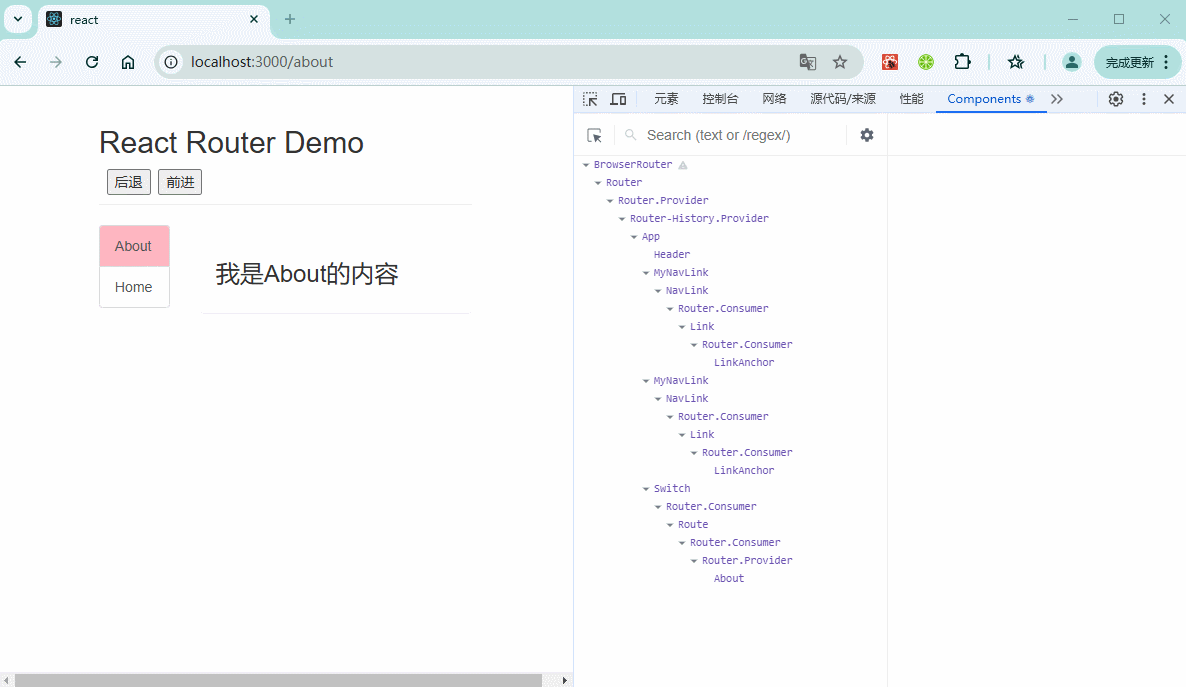 react
localhost:3000/about
完成更新
元素 控制台 网络 源代码/来源 性能 Components
Search (text or /regex/)
React Router Demo
后退 前进
About
Home
我是About的内容
BrowserRouter
Router
Router.Provider
Router-History.Provider
App
Header
MyNavLink
NavLink
Router.Consumer
Link
Router.Consumer
LinkAnchor
MyNavLink
NavLink
Router.Consumer
Link
Router.Consumer
LinkAnchor
Switch
Router.Consumer
Route
Router.Consumer
Router.Provider
About